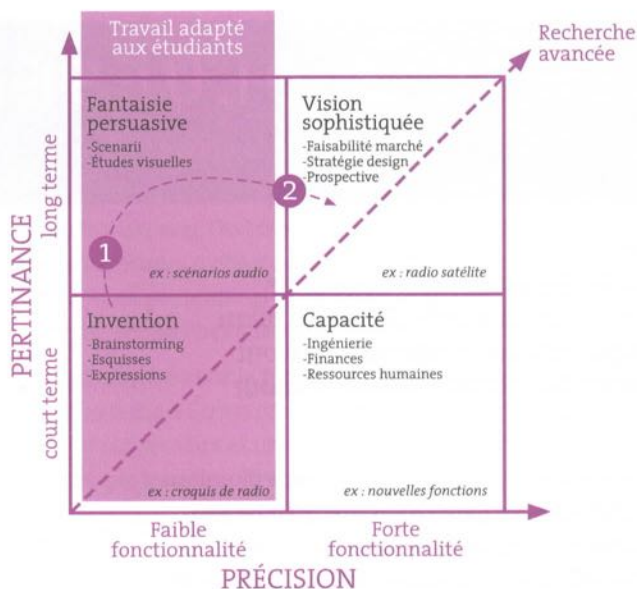 Travail adapté
aux étudiants
Recherche
avancée
Fantaisie
persuasive
-Scenarii
-Études visuelles
Vision
sophistiquée
-Faisabilité marché
-Stratégie design
-Prospective
1
2
ex : scénarios audio
ex : radio satélite
Invention
-Brainstorming
-Esquisses
-Expressions
Capacité
-Ingénierie
-Finances
-Ressources humaines
ex : croquis de radio
ex : nouvelles fonctions
PERTINANCE
long terme
court terme
Faible
fonctionnalité
Forte
fonctionnalité
PRÉCISION